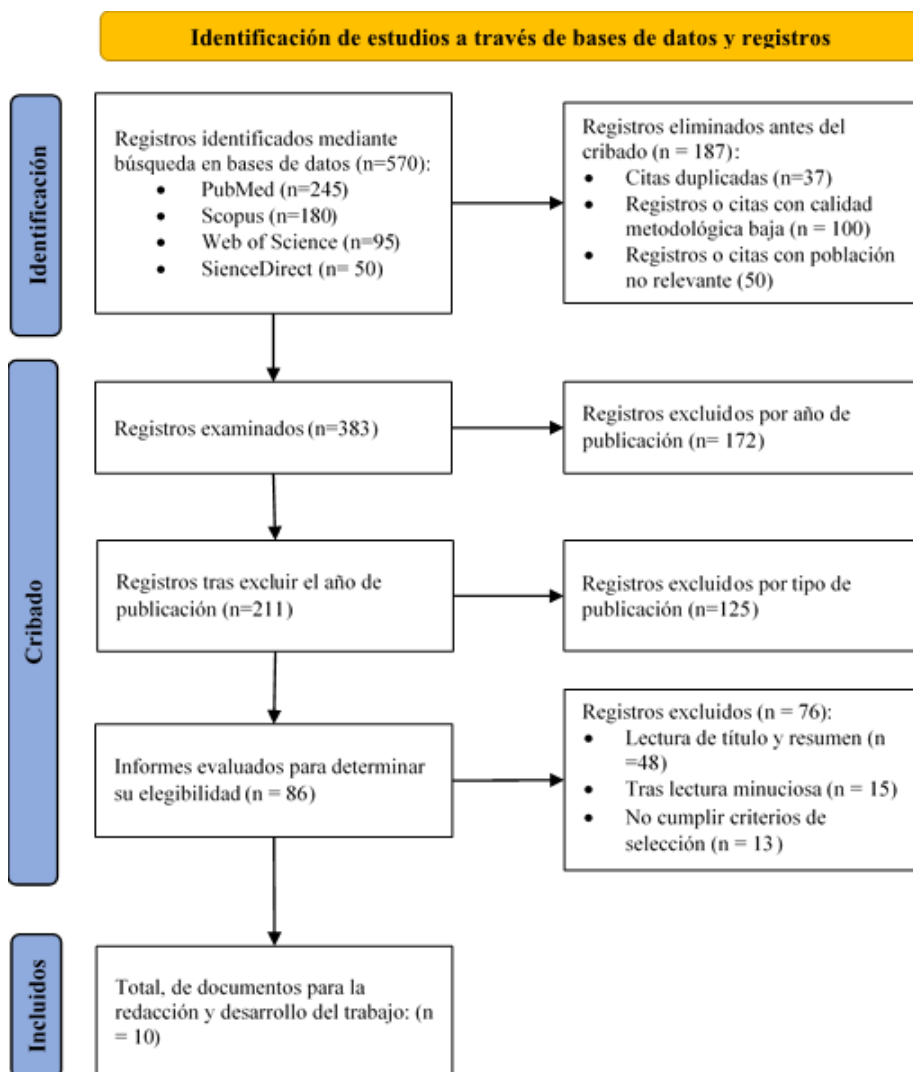 Identificación de estudios a través de bases de datos y registros
Identificación
Registros identificados mediante
búsqueda en bases de datos (n=570):
• PubMed (n=245)
• Scopus (n=180)
• Web of Science (n=95)
• SienceDirect (n= 50)
Registros eliminados antes del
cribado (n = 187):
• Citas duplicadas (n=37)
• Registros o citas con calidad
metodológica baja (n = 100)
• Registros o citas con población
no relevante (50)
Cribado
Registros examinados (n=383)
Registros excluidos por año de
publicación (n= 172)
Registros tras excluir el año de
publicación (n=211)
Registros excluidos por tipo de
publicación (n=125)
Informes evaluados para determinar
su elegibilidad (n = 86)
Registros excluidos (n = 76):
• Lectura de título y resumen (n
=48)
• Tras lectura minuciosa (n = 15)
• No cumplir criterios de
selección (n = 13)
Incluidos
Total, de documentos para la
redacción y desarrollo del trabajo: (n
= 10)